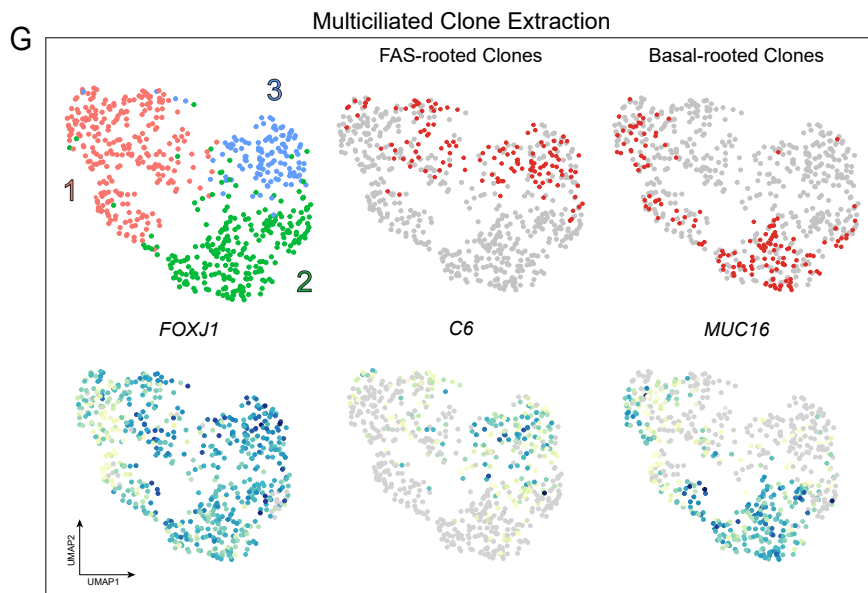 G
Multiciliated Clone Extraction
FAS-rooted Clones
Basal-rooted Clones
3
1
2
FOXJ1
C6
MUC16
UMAP2
UMAP1